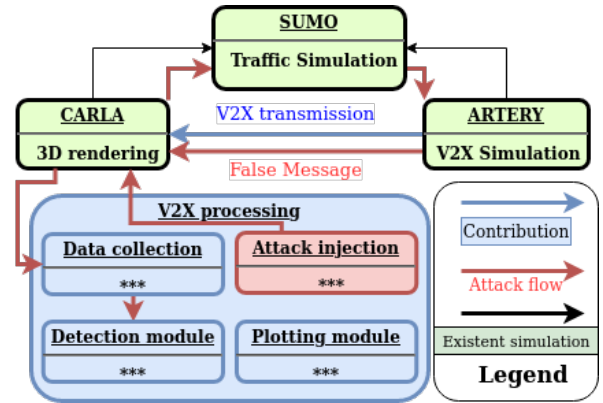 SUMO
Traffic Simulation
CARLA
3D rendering
V2X transmission
False Message
ARTERY
V2X Simulation
V2X processing
Data collection
***
Attack injection
***
Detection module
***
Plotting module
***
Contribution
Attack flow
Existent simulation
Legend